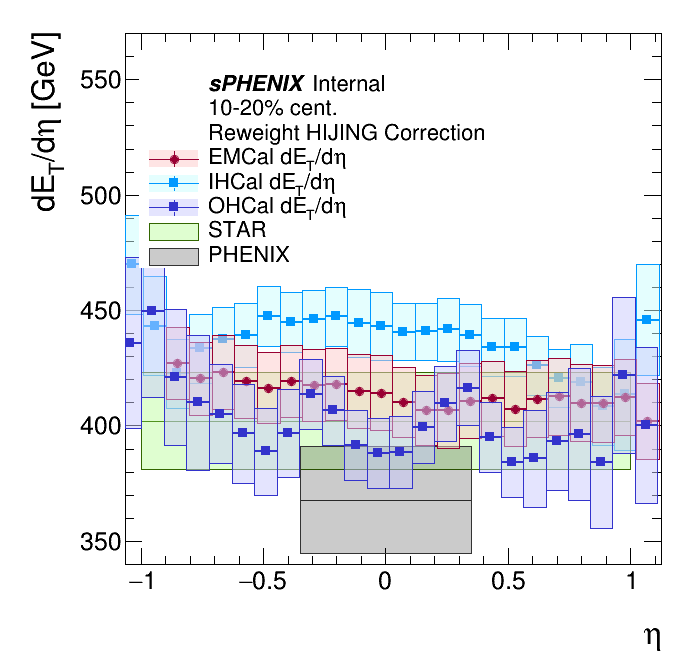 dE_T/dη [GeV]
550
500
450
400
350
sPHENIX Internal
10-20% cent.
Reweight HIJING Correction
EMCal dE_T/dη
IHCal dE_T/dη
OHCal dE_T/dη
STAR
PHENIX
−1 −0.5 0 0.5 1
η